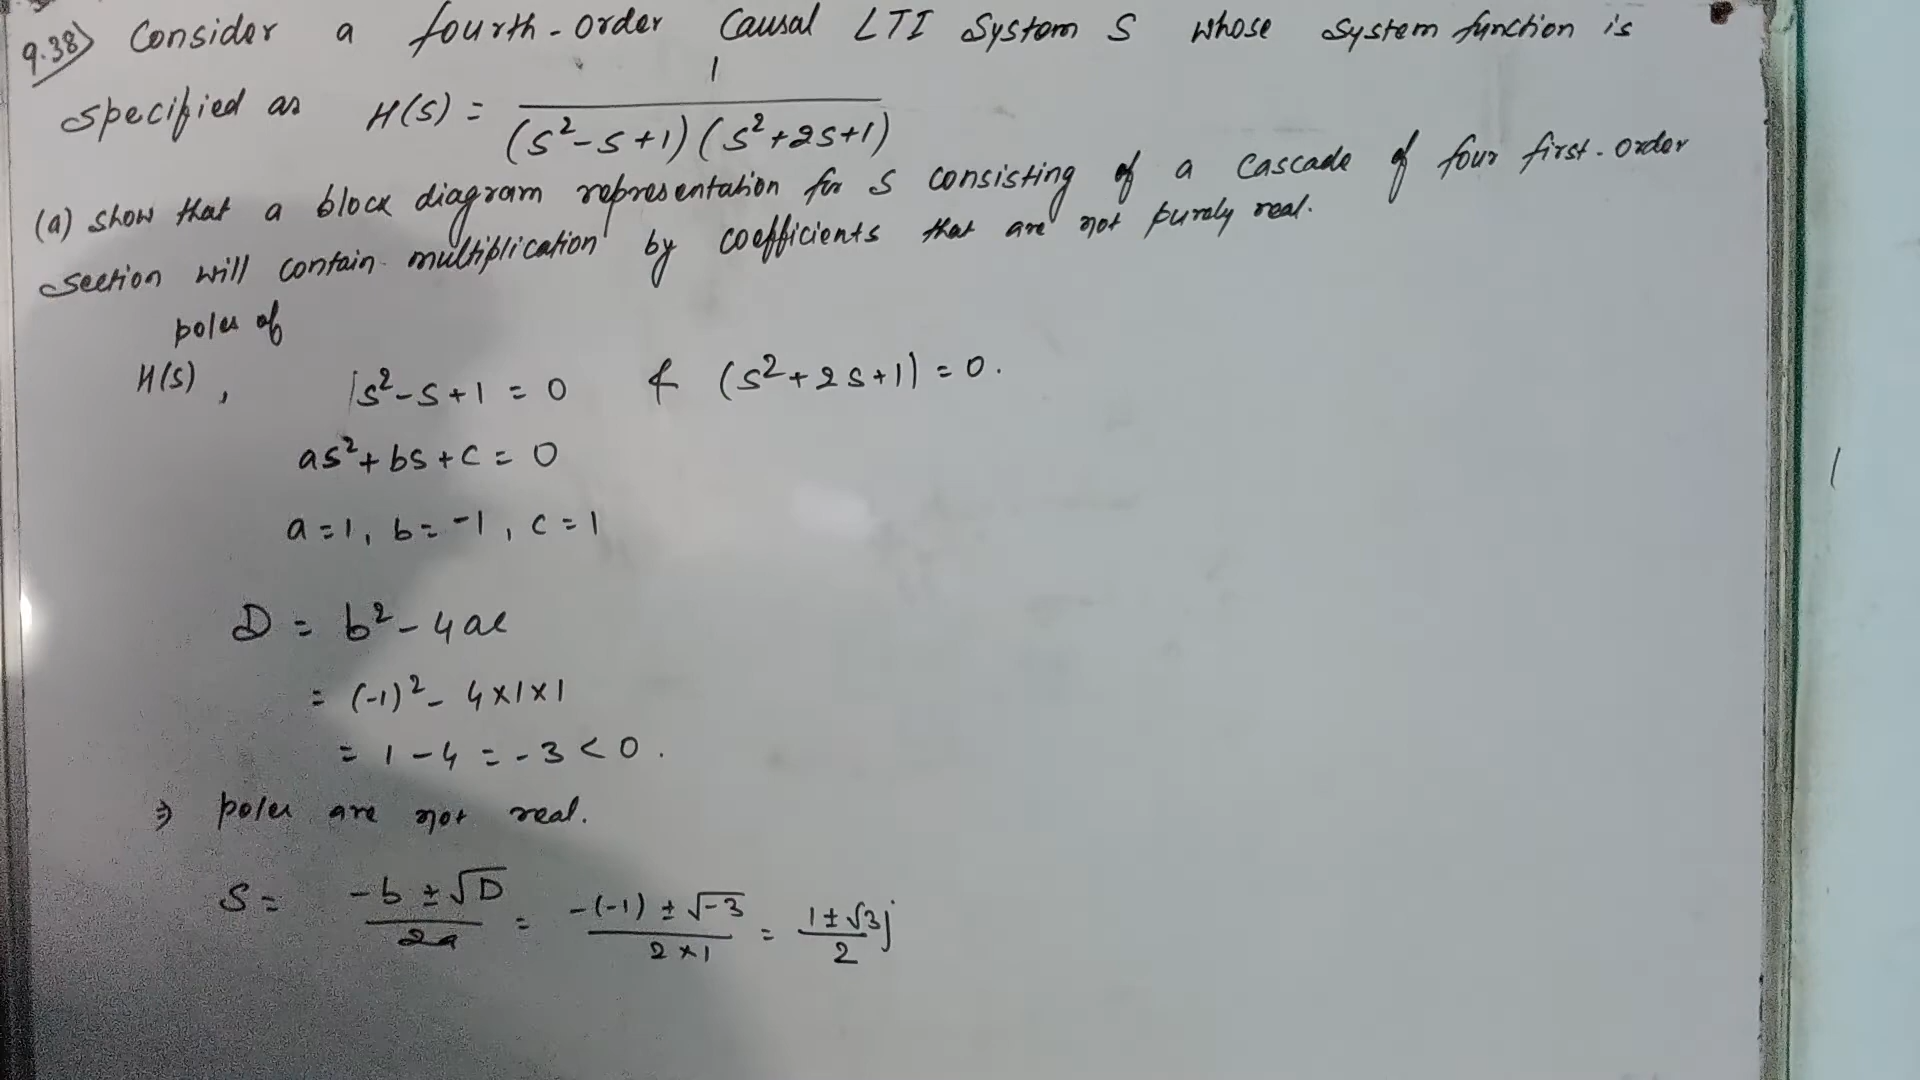 9.38) Consider a fourth-order Causal LTI System S whose system function is
specified as H(s) = 1 / (s²-s+1)(s²+2s+1)
(a) show that a block diagram representation for S consisting of a cascade of four first-order
section will contain multiplication by coefficients that are not purely real.
poles of
H(s), s²-s+1 = 0 & (s²+2s+1) = 0.
as²+bs+c = 0
a=1, b=-1, c=1
D = b²-4ac
= (-1)²-4×1×1
= 1-4 = -3 < 0.
⇒ poles are not real.
S = -b ± √D / 2a = -(-1) ± √-3 / 2×1 = 1±√3j / 2